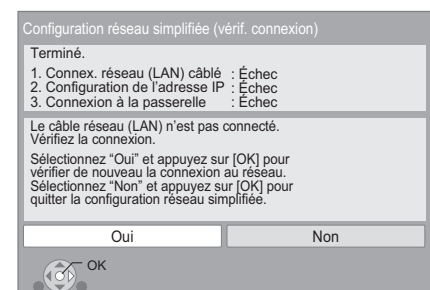 Configuration réseau simplifiée (vérif. connexion)
Terminé.
1. Connex. réseau (LAN) câblé : Échec
2. Configuration de l'adresse IP : Échec
3. Connexion à la passerelle : Échec
Le câble réseau (LAN) n'est pas connecté.
Vérifiez la connexion.
Sélectionnez “Oui” et appuyez sur [OK] pour
vérifier de nouveau la connexion au réseau.
Sélectionnez “Non” et appuyez sur [OK] pour
quitter la configuration réseau simplifiée.
Oui Non
OK